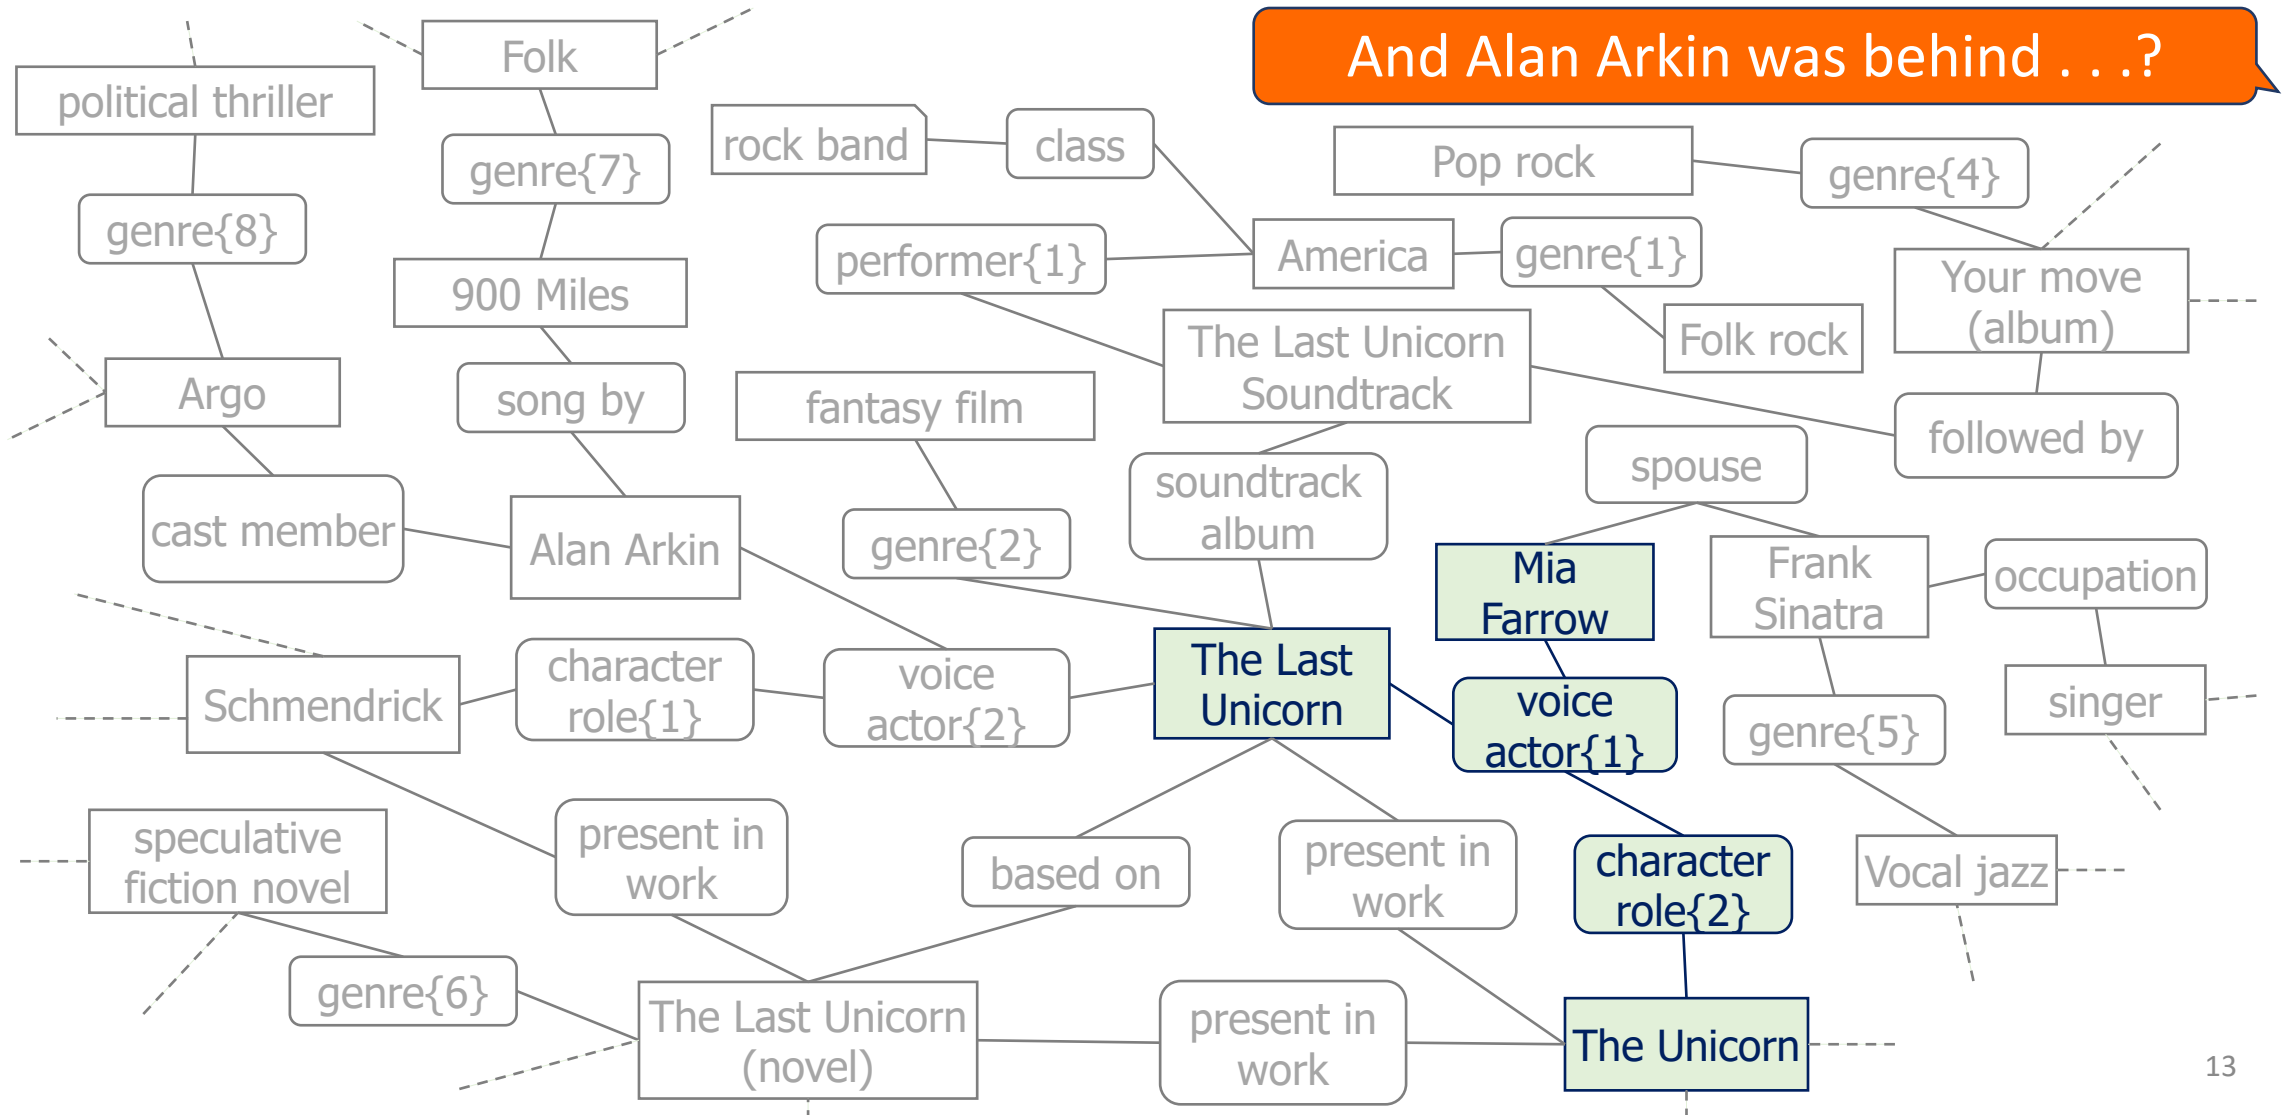 And Alan Arkin was behind . . .?
political thriller
Folk
rock band
class
Pop rock
genre{4}
genre{7}
genre{8}
performer{1}
America
genre{1}
Your move
(album)
900 Miles
The Last Unicorn
Soundtrack
Folk rock
Argo
song by
fantasy film
followed by
spouse
soundtrack
album
cast member
Alan Arkin
genre{2}
Mia
Farrow
Frank
Sinatra
occupation
Schmendrick
character
role{1}
voice
actor{2}
The Last
Unicorn
voice
actor{1}
genre{5}
singer
speculative
fiction novel
present in
work
based on
present in
work
character
role{2}
Vocal jazz
genre{6}
The Last Unicorn
(novel)
present in
work
The Unicorn
13